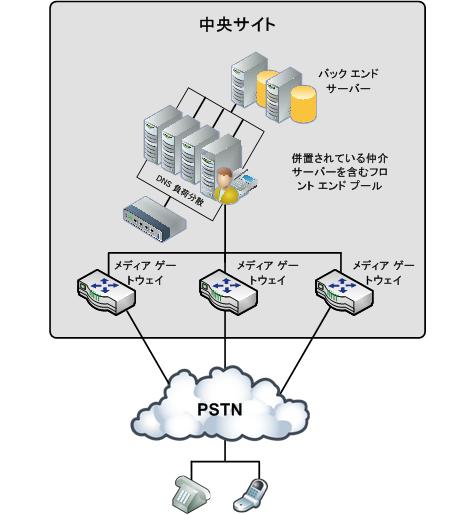 中央サイト
バック エンド
サーバー
併置されている仲介
サーバーを含むフロ
ント エンド プール
DNS 負荷分散
メディア ゲー
トウェイ
メディア ゲー
トウェイ
メディア ゲー
トウェイ
PSTN